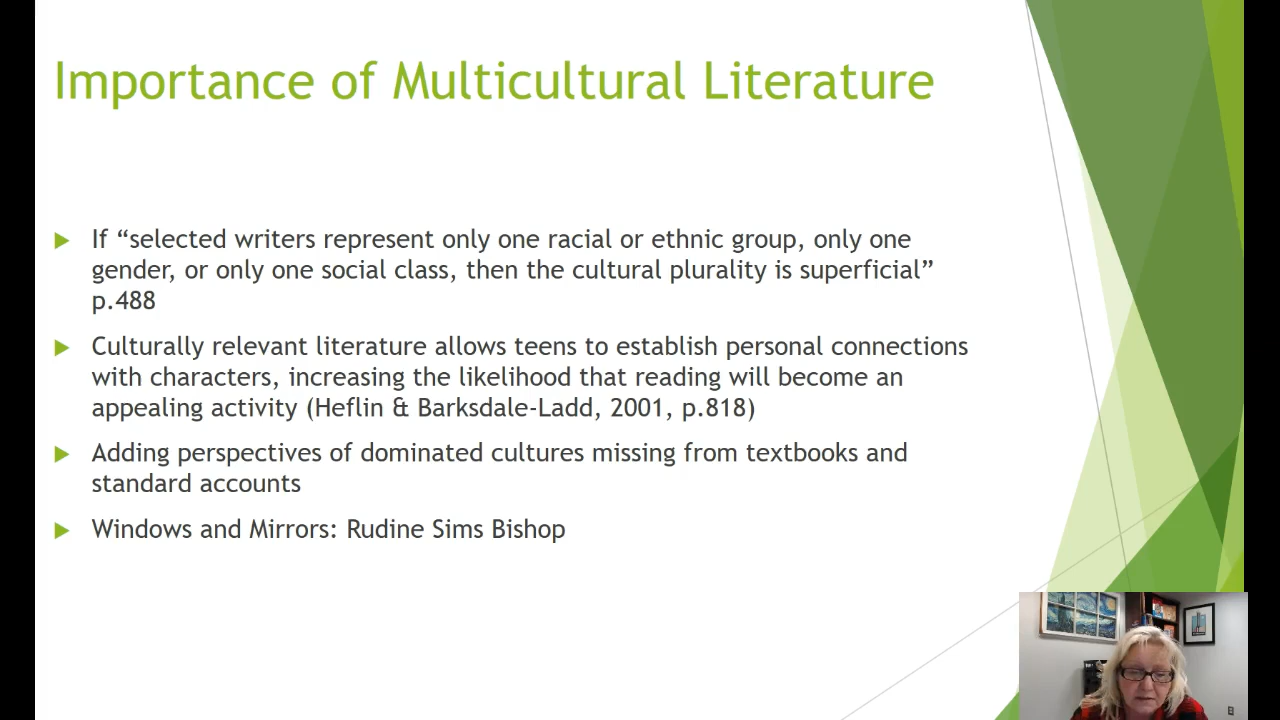 Importance of Multicultural Literature
If “selected writers represent only one racial or ethnic group, only one
gender, or only one social class, then the cultural plurality is superficial”
p.488
Culturally relevant literature allows teens to establish personal connections
with characters, increasing the likelihood that reading will become an
appealing activity (Heflin & Barksdale-Ladd, 2001, p.818)
Adding perspectives of dominated cultures missing from textbooks and
standard accounts
Windows and Mirrors: Rudine Sims Bishop